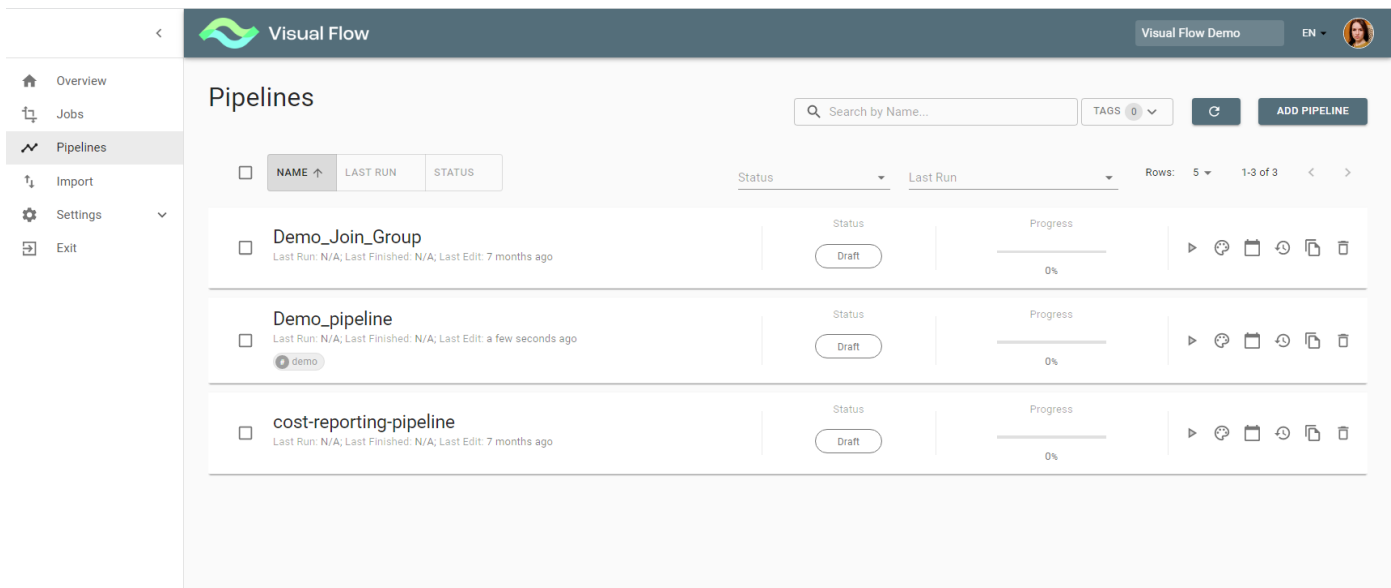 Visual Flow
Visual Flow Demo
EN
Overview
Jobs
Pipelines
Import
Settings
Exit
Pipelines
Search by Name...
TAGS 0
ADD PIPELINE
NAME
LAST RUN
STATUS
Status
Last Run
Rows: 5
1-3 of 3
Demo_Join_Group
Last Run: N/A; Last Finished: N/A; Last Edit: 7 months ago
Status
Draft
Progress
0%
Demo_pipeline
Last Run: N/A; Last Finished: N/A; Last Edit: a few seconds ago
# demo
Status
Draft
Progress
0%
cost-reporting-pipeline
Last Run: N/A; Last Finished: N/A; Last Edit: 7 months ago
Status
Draft
Progress
0%